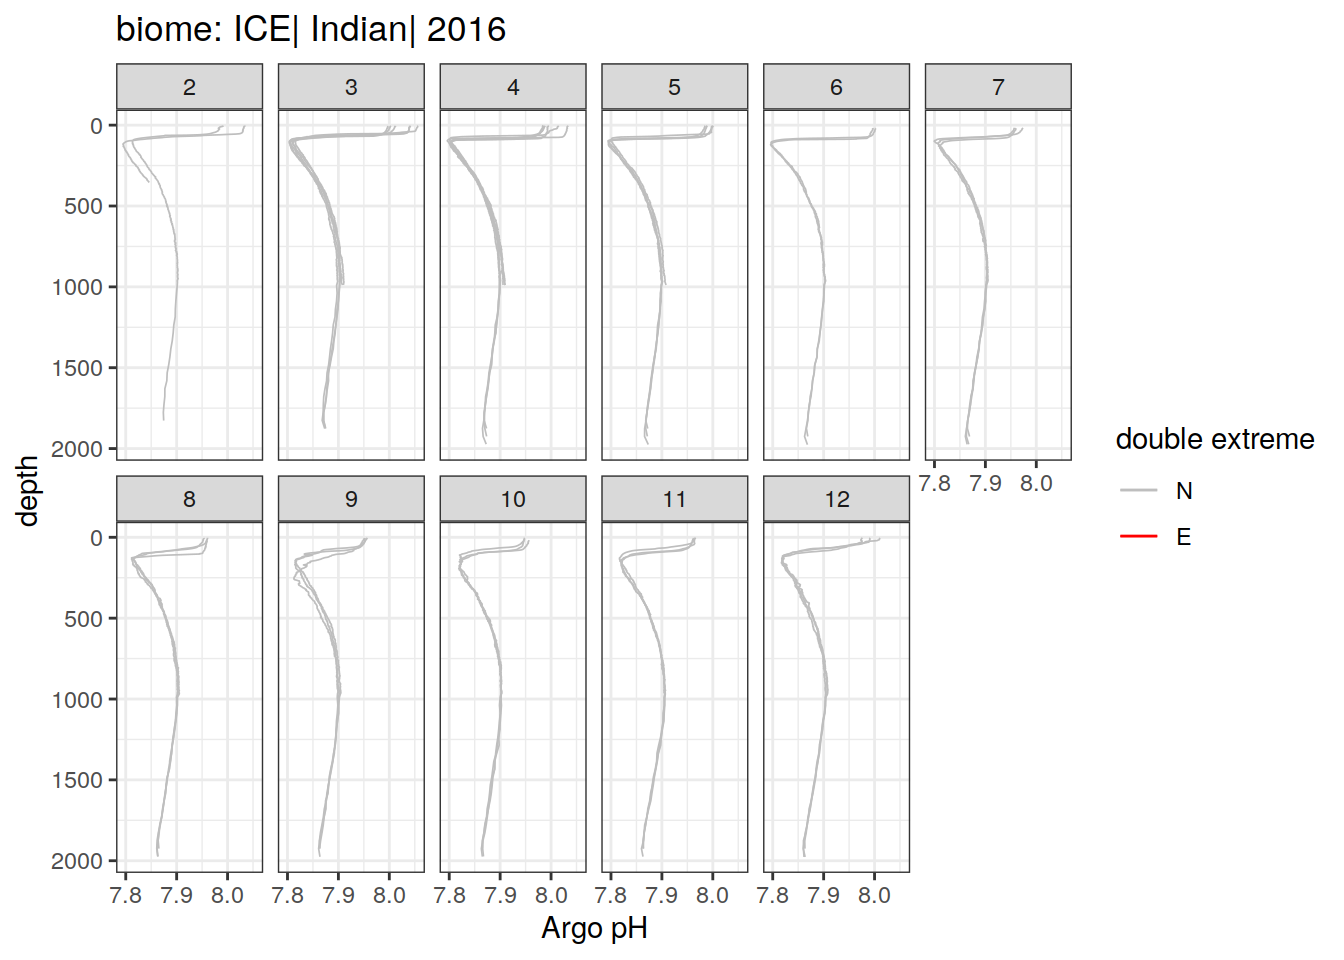 biome: ICE| Indian| 2016
2 3 4 5 6 7
0
500
1000
1500
2000
7.8 7.9 8.0
8 9 10 11 12
0
500
1000
1500
2000
7.8 7.9 8.0 7.8 7.9 8.0 7.8 7.9 8.0 7.8 7.9 8.0 7.8 7.9 8.0
Argo pH
depth
double extreme
N
E